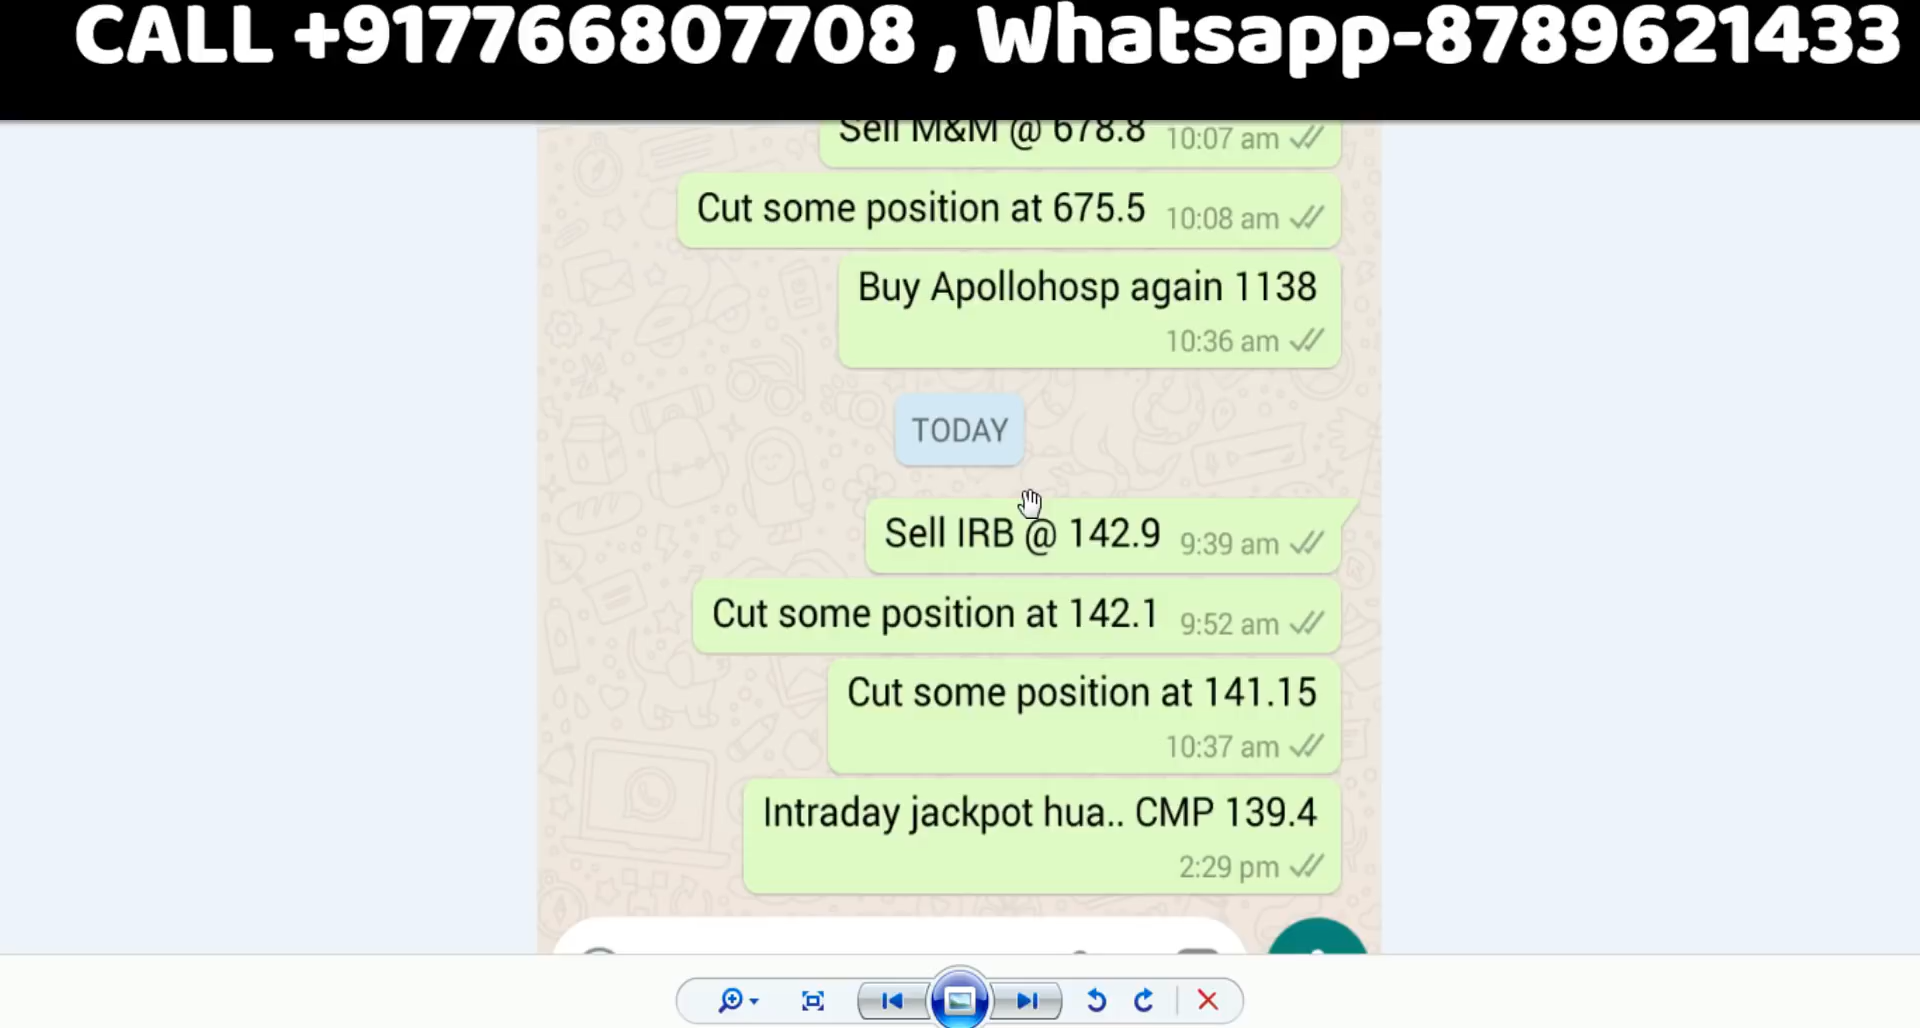 CALL +917766807708 , Whatsapp-8789621433
Sell M&M @ 678.8 10:07 am
Cut some position at 675.5 10:08 am
Buy Apollohosp again 1138
10:36 am
TODAY
Sell IRB @ 142.9 9:39 am
Cut some position at 142.1 9:52 am
Cut some position at 141.15
10:37 am
Intraday jackpot hua.. CMP 139.4
2:29 pm